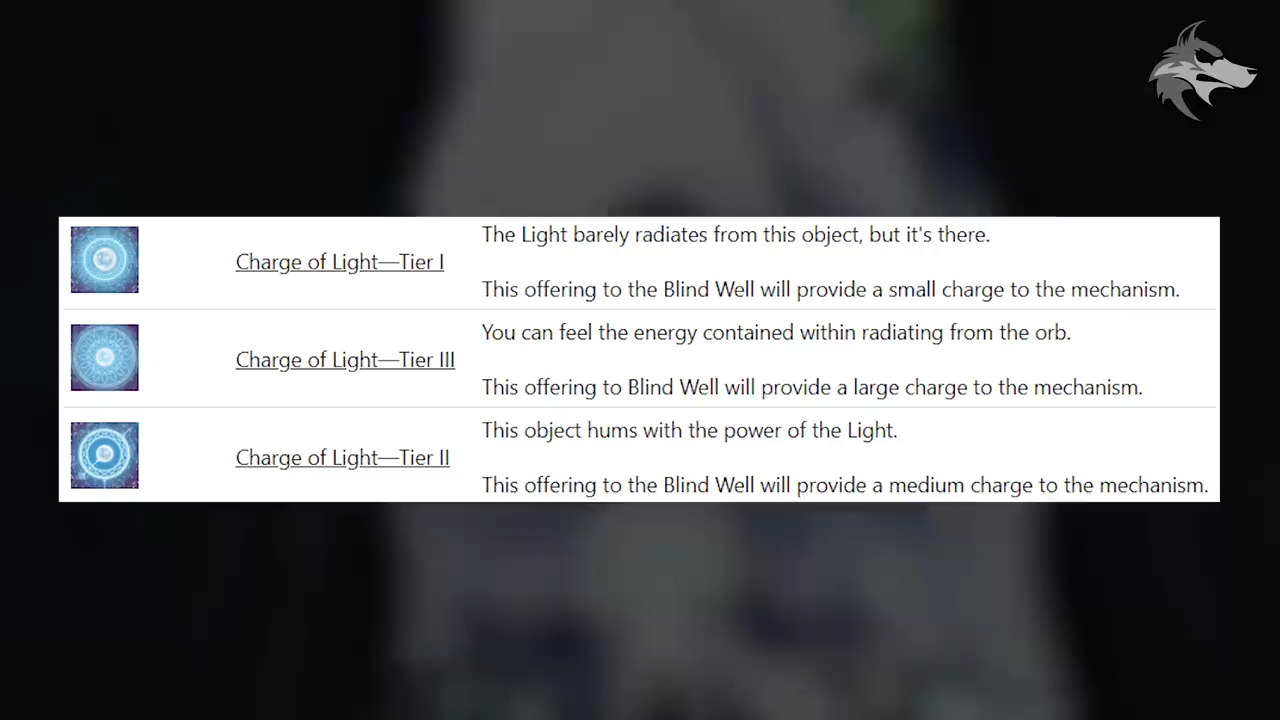 Charge of Light—Tier I
The Light barely radiates from this object, but it's there.
This offering to the Blind Well will provide a small charge to the mechanism.
Charge of Light—Tier III
You can feel the energy contained within radiating from the orb.
This offering to Blind Well will provide a large charge to the mechanism.
Charge of Light—Tier II
This object hums with the power of the Light.
This offering to the Blind Well will provide a medium charge to the mechanism.